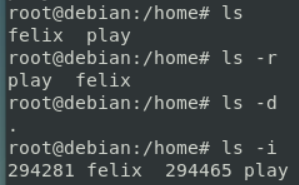 root@debian:/home# ls
felix  play
root@debian:/home# ls -r
play  felix
root@debian:/home# ls -d
.
root@debian:/home# ls -i
294281 felix  294465 play